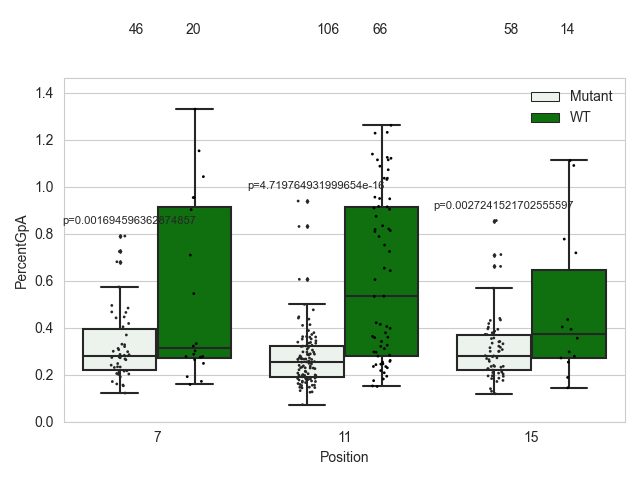 46 20 106 66 58 14
1.4
1.2
1.0
0.8
0.6
0.4
0.2
0.0
PercentGpA
Mutant
WT
p=0.001694596362874857
p=4.719764931999654e-16
p=0.0027241521702555597
7 11 15
Position